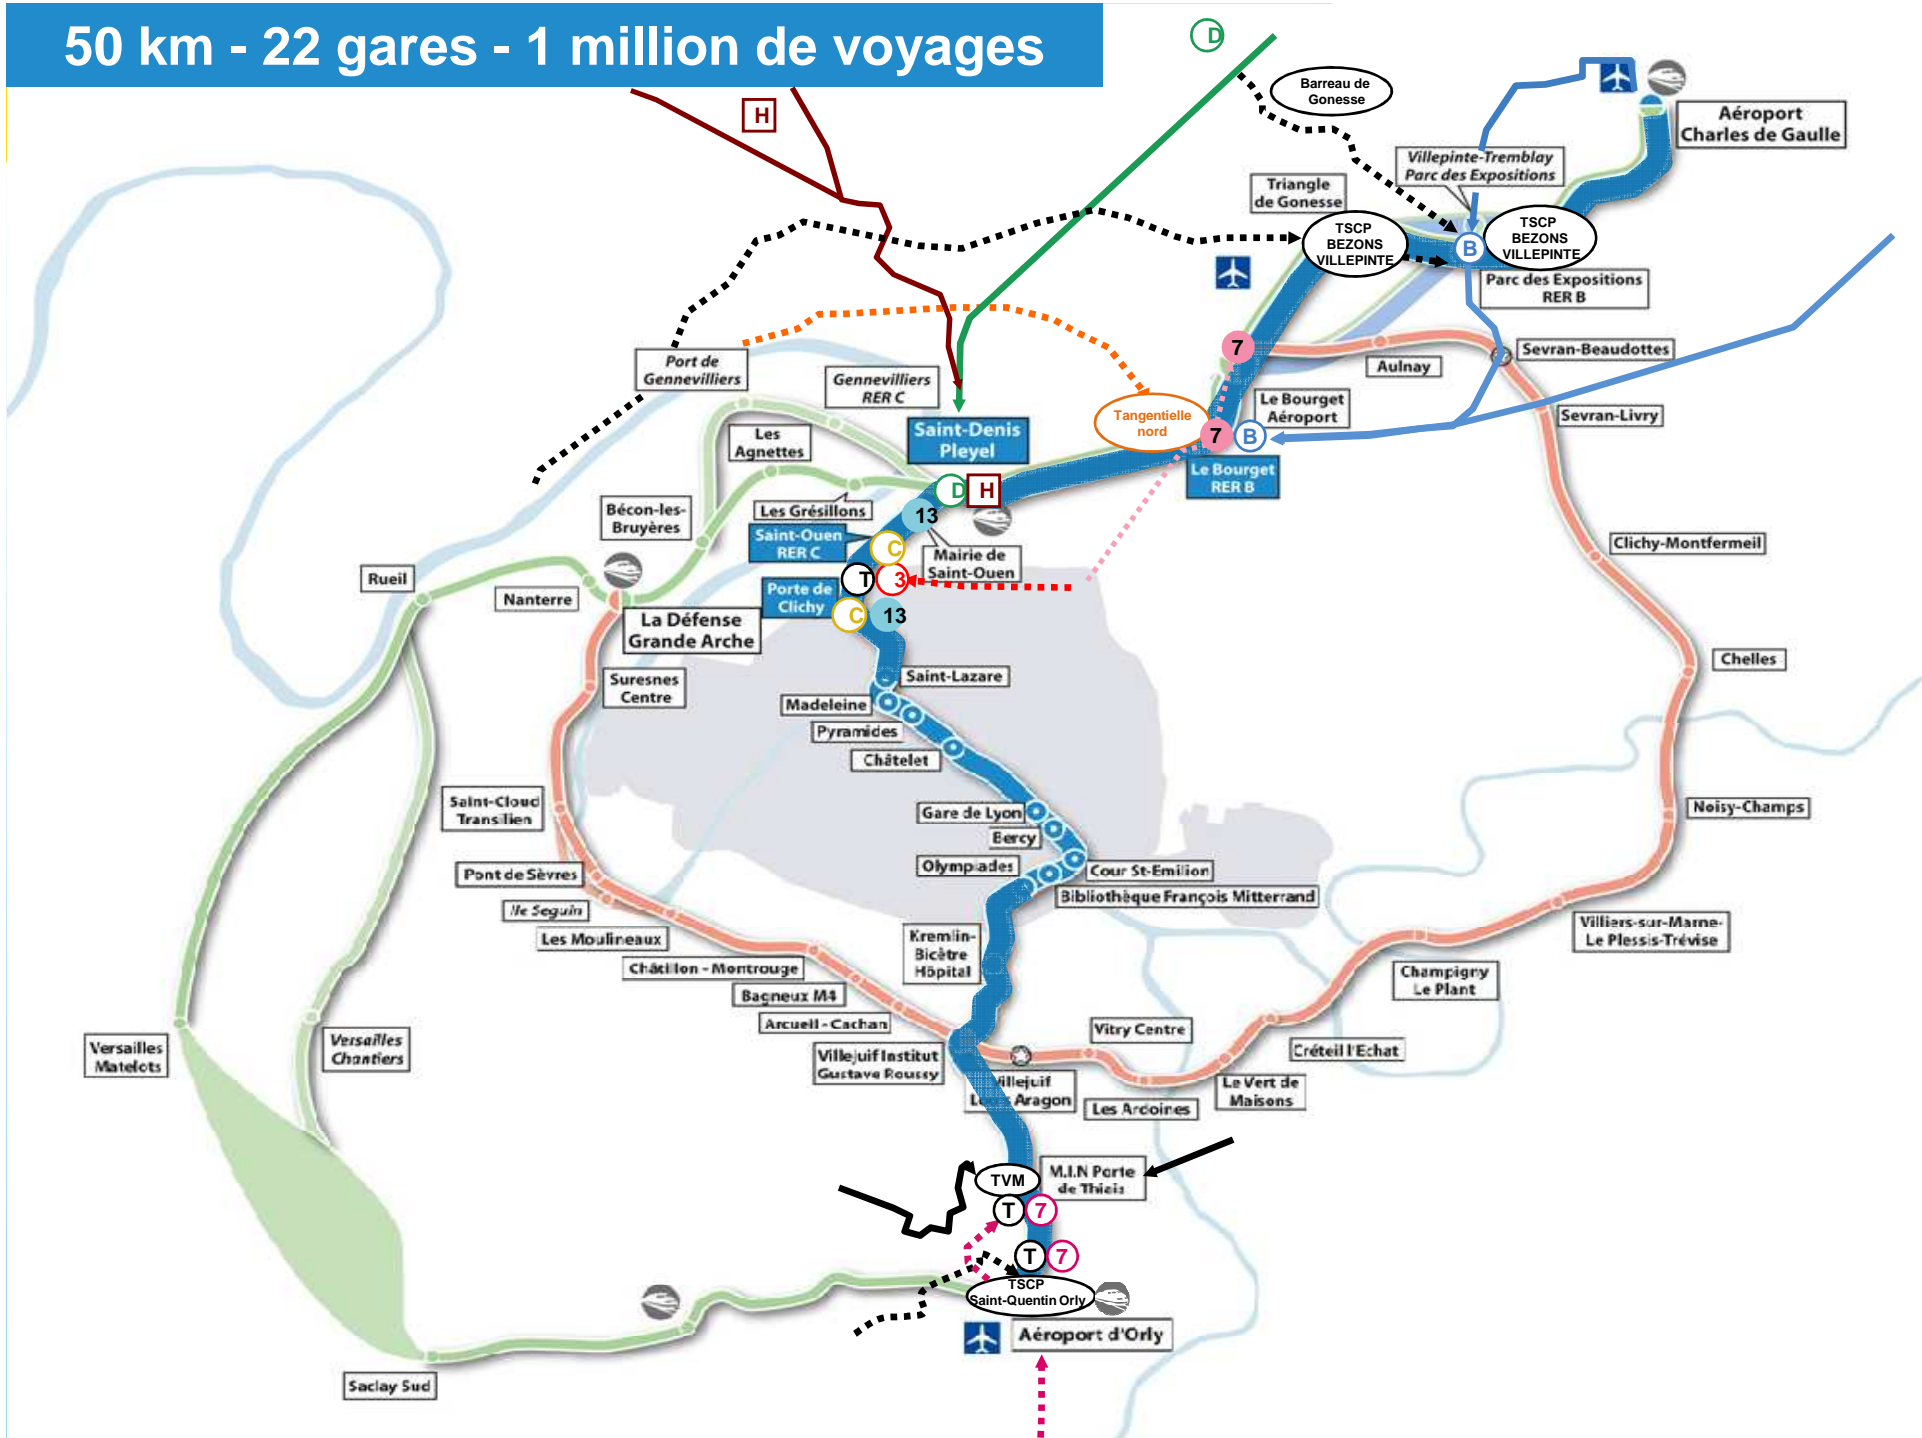 50 km - 22 gares - 1 million de voyages
D
H
Barreau de
Gonesse
Aéroport
Charles de Gaulle
Villepinte-Tremblay
Parc des Expositions
Triangle
de Gonesse
TSCP
BEZONS
VILLEPINTE
B
TSCP
BEZONS
VILLEPINTE
Parc des Expositions
RER B
7
Aulnay
Sevran-Beaudottes
Port de
Gennevilliers
Gennevilliers
RER C
Le Bourget
Aéroport
Sevran-Livry
Tangentielle
nord
7
B
Saint-Denis
Pleyel
Les
Agnettes
Le Bourget
RER B
D
H
Les Grésillons
Bécon-les-
Bruyères
13
Saint-Ouen
RER C
C
Mairie de
Saint-Ouen
Clichy-Montfermeil
Rueil
Nanterre
T
3
Porte de
Clichy
C
13
La Défense
Grande Arche
Chelles
Saint-Lazare
Suresnes
Centre
Madeleine
Pyramides
Châtelet
Saint-Cloud
Transilien
Gare de Lyon
Bercy
Noisy-Champs
Olympiades
Cour St-Emilion
Pont de Sèvres
Bibliothèque François Mitterrand
Ile Seguin
Les Moulineaux
Villiers-sur-Marne-
Le Plessis-Trévise
Kremlin-
Bicêtre
Hôpital
Châtillon - Montrouge
Champigny
Le Plant
Bagneux M4
Arcueil - Cachan
Vitry Centre
Versailles
Matelots
Versailles
Chantiers
Créteil l'Echat
Villejuif Institut
Gustave Roussy
Villejuif
Louis Aragon
Le Vert de
Maisons
Les Ardoines
TVM
M.I.N Porte
de Thiais
T
7
T
7
TSCP
Saint-Quentin Orly
Aéroport d'Orly
Saclay Sud